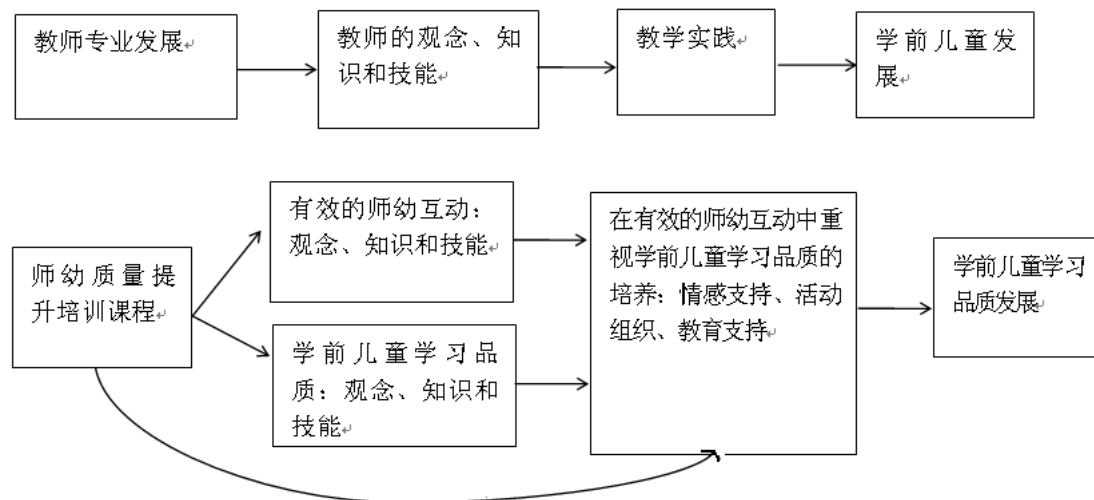 教师专业发展
教师的观念、知
识和技能
教学实践
学前儿童发
展
有效的师幼互动：
观念、知识和技能
师幼质量提
升培训课程
学前儿童学习品
质：观念、知识和
技能
在有效的师幼互动中重
视学前儿童学习品质的
培养：情感支持、活动
组织、教育支持
学前儿童学习
品质发展